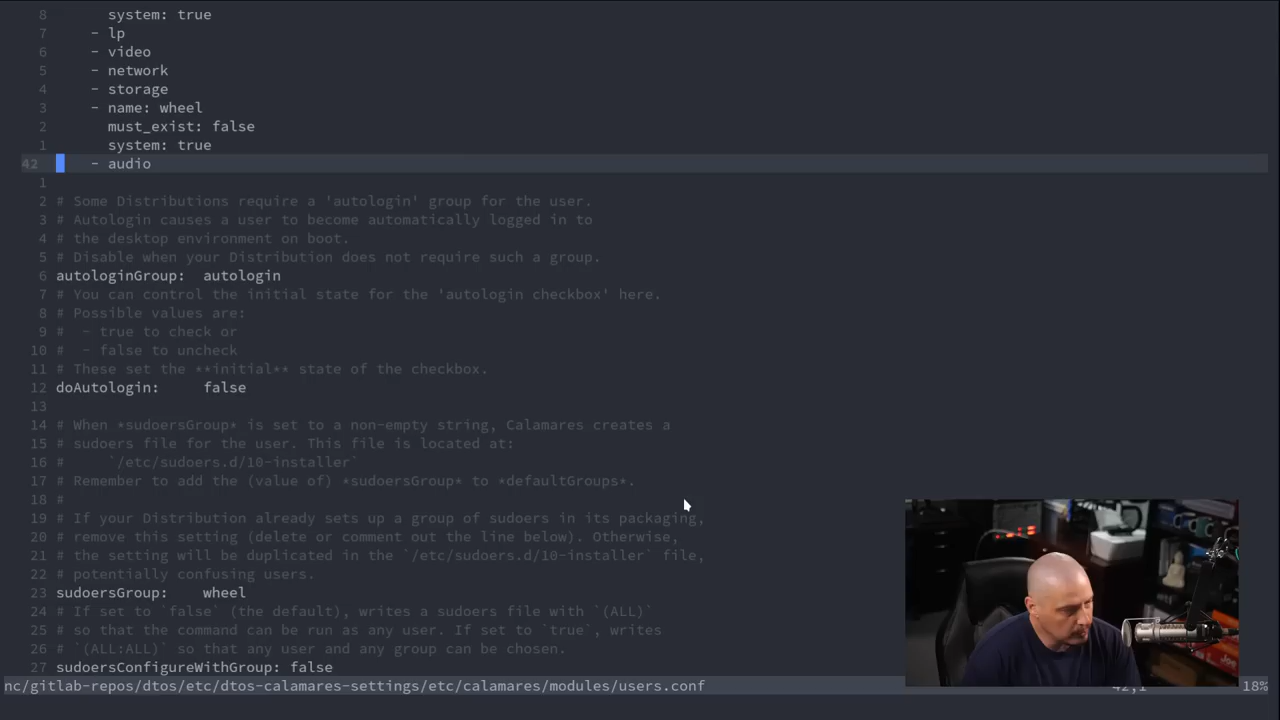 8 system: true
7 - lp
6 - video
5 - network
4 - storage
3 - name: wheel
2 must_exist: false
1 system: true
42 - audio
1
2 # Some Distributions require a 'autologin' group for the user.
3 # Autologin causes a user to become automatically logged in to
4 # the desktop environment on boot.
5 # Disable when your Distribution does not require such a group.
6 autologinGroup: autologin
7 # You can control the initial state for the 'autologin checkbox' here.
8 # Possible values are:
9 # - true to check or
10 # - false to uncheck
11 # These set the **initial** state of the checkbox.
12 doAutologin: false
13
14 # When *sudoersGroup* is set to a non-empty string, Calamares creates a
15 # sudoers file for the user. This file is located at:
16 # `/etc/sudoers.d/10-installer`
17 # Remember to add the (value of) *sudoersGroup* to *defaultGroups*.
18 #
19 # If your Distribution already sets up a group of sudoers in its packaging,
20 # remove this setting (delete or comment out the line below). Otherwise,
21 # the setting will be duplicated in the `/etc/sudoers.d/10-installer` file,
22 # potentially confusing users.
23 sudoersGroup: wheel
24 # If set to `false` (the default), writes a sudoers file with `(ALL)`
25 # so that the command can be run as any user. If set to `true`, writes
26 # `(ALL:ALL)` so that any user and any group can be chosen.
27 sudoersConfigureWithGroup: false
nc/gitlab-repos/dtos/etc/dtos-calamares-settings/etc/calamares/modules/users.conf 18%